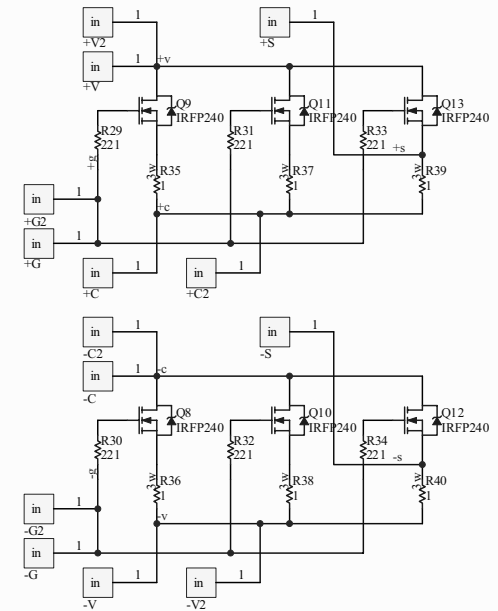 in
1
+V2
in
1
+S
in
1
+v
+V
Q9
IRFP240
Q11
IRFP240
Q13
IRFP240
R29
221
R31
221
R33
221
+g
+s
3w
R35
1
3w
R37
1
3w
R39
1
in
1
+G2
+c
in
1
+G
in
1
+C
in
1
+C2
in
1
-C2
in
1
-S
in
1
-c
-C
Q8
IRFP240
Q10
IRFP240
Q12
IRFP240
R30
221
R32
221
R34
221
-g
-s
3w
R36
1
3w
R38
1
3w
R40
1
in
1
-G2
-v
in
1
-G
in
1
-V
in
1
-V2